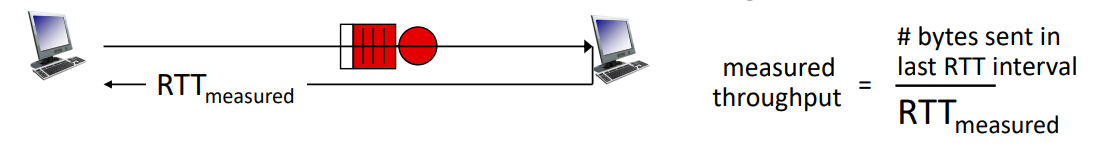 RTTmeasured
measured
throughput
=
# bytes sent in
last RTT interval
RTTmeasured